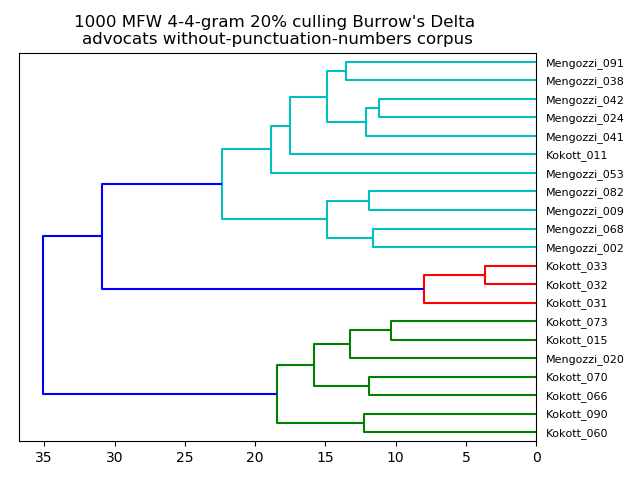 1000 MFW 4-4-gram 20% culling Burrow's Delta
advocats without-punctuation-numbers corpus
Mengozzi_091
Mengozzi_038
Mengozzi_042
Mengozzi_024
Mengozzi_041
Kokott_011
Mengozzi_053
Mengozzi_082
Mengozzi_009
Mengozzi_068
Mengozzi_002
Kokott_033
Kokott_032
Kokott_031
Kokott_073
Kokott_015
Mengozzi_020
Kokott_070
Kokott_066
Kokott_090
Kokott_060
35 30 25 20 15 10 5 0